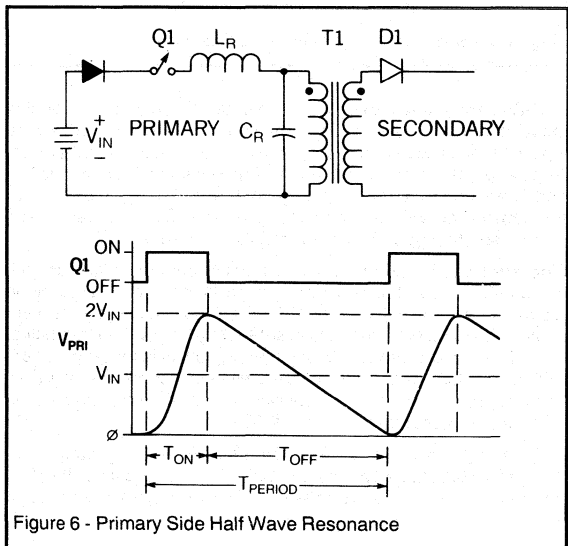 Q1 L_R T1 D1
+
V_IN PRIMARY C_R SECONDARY
−
ON
Q1
OFF
2V_IN
V_PRI
V_IN
ø
T_ON T_OFF
T_PERIOD
Figure 6 - Primary Side Half Wave Resonance